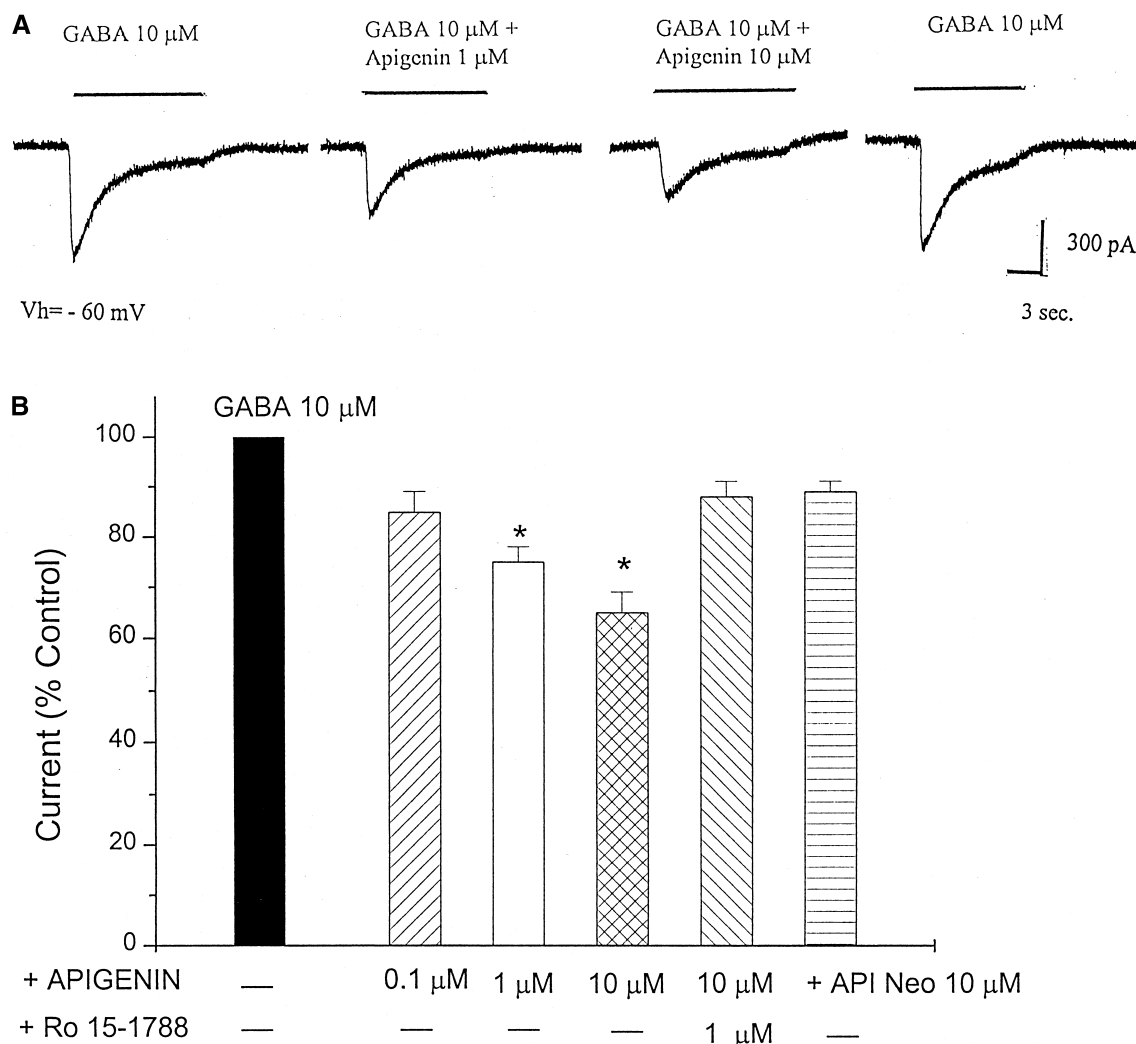 A
GABA 10 µM
GABA 10 µM +
Apigenin 1 µM
GABA 10 µM +
Apigenin 10 µM
GABA 10 µM
300 pA
Vh= - 60 mV
3 sec.
B
GABA 10 µM
100
80
60
40
20
0
Current (% Control)
*
*
+ APIGENIN — 0.1 µM 1 µM 10 µM 10 µM + API Neo 10 µM
+ Ro 15-1788 — — — — 1 µM —